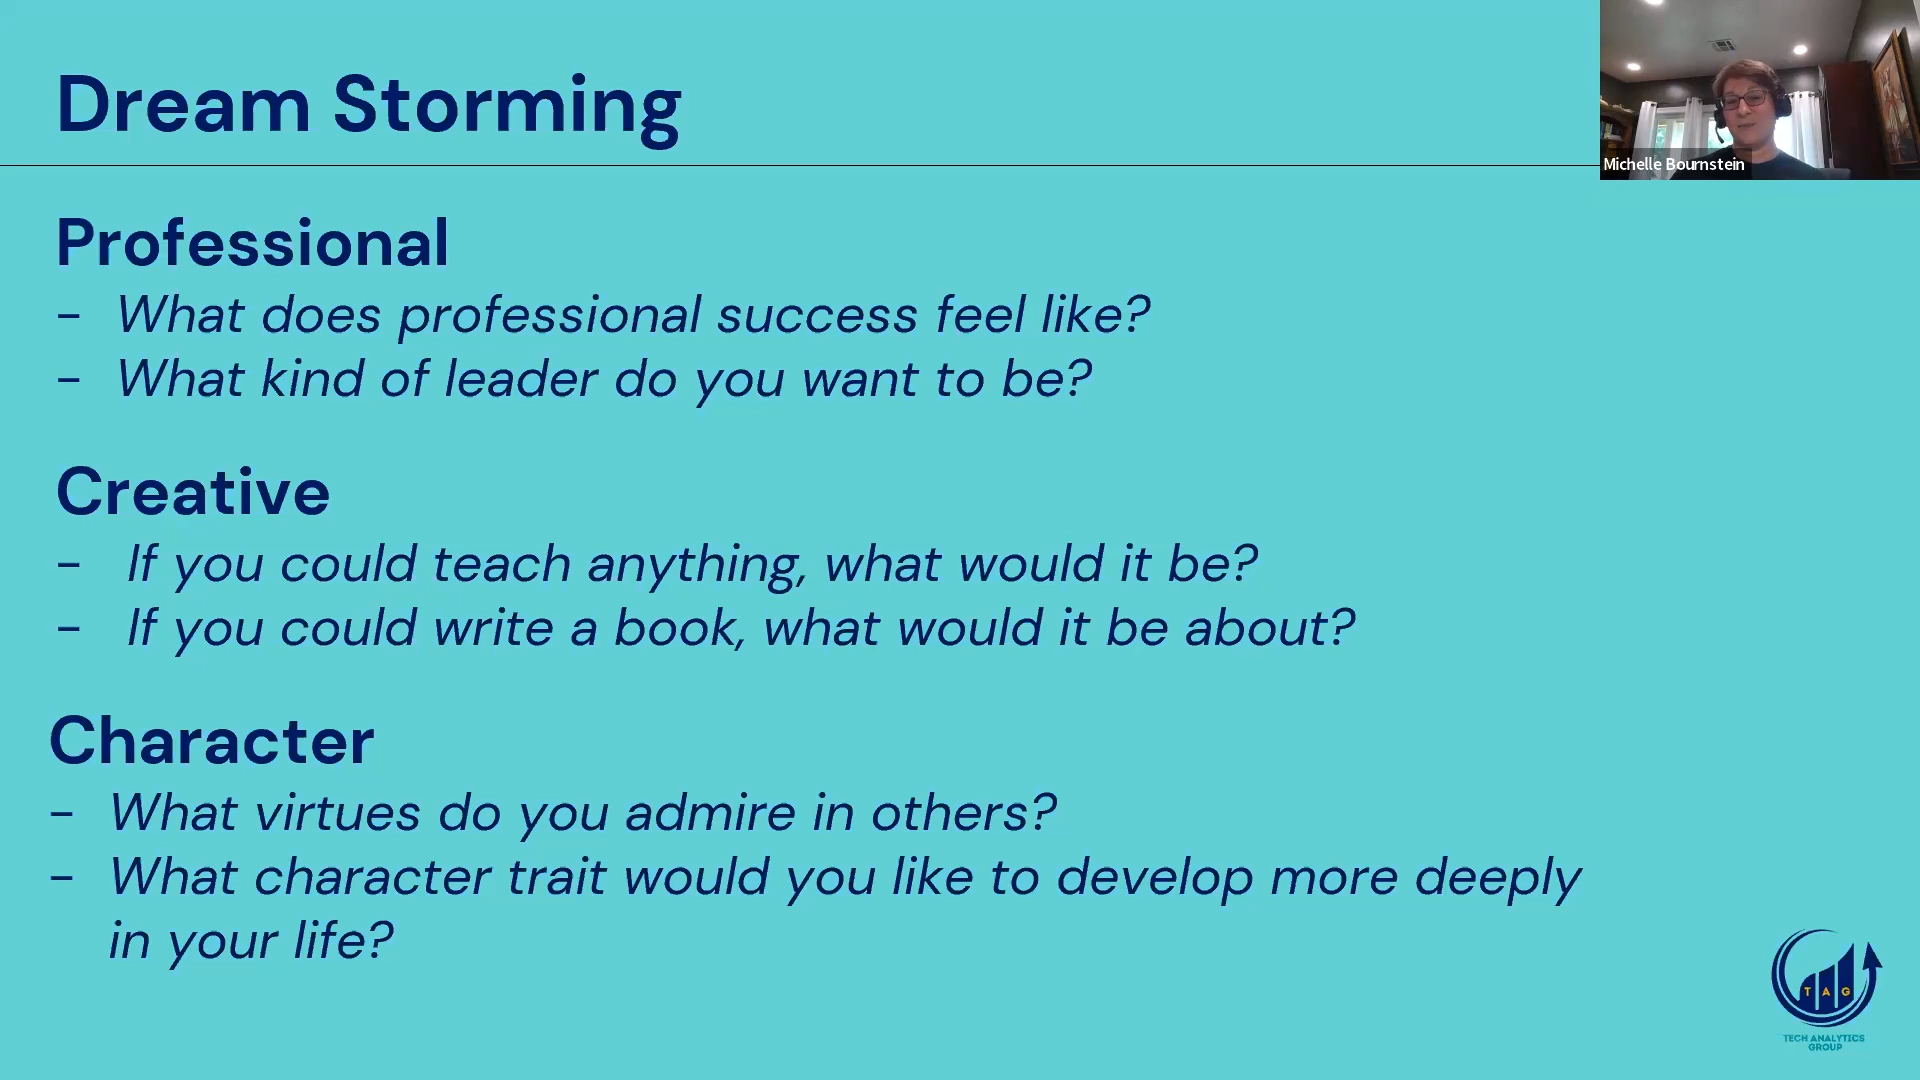 Dream Storming
Michelle Bournstein
Professional
- What does professional success feel like?
- What kind of leader do you want to be?
Creative
- If you could teach anything, what would it be?
- If you could write a book, what would it be about?
Character
- What virtues do you admire in others?
- What character trait would you like to develop more deeply
in your life?
TAG
TECH ANALYTICS
GROUP